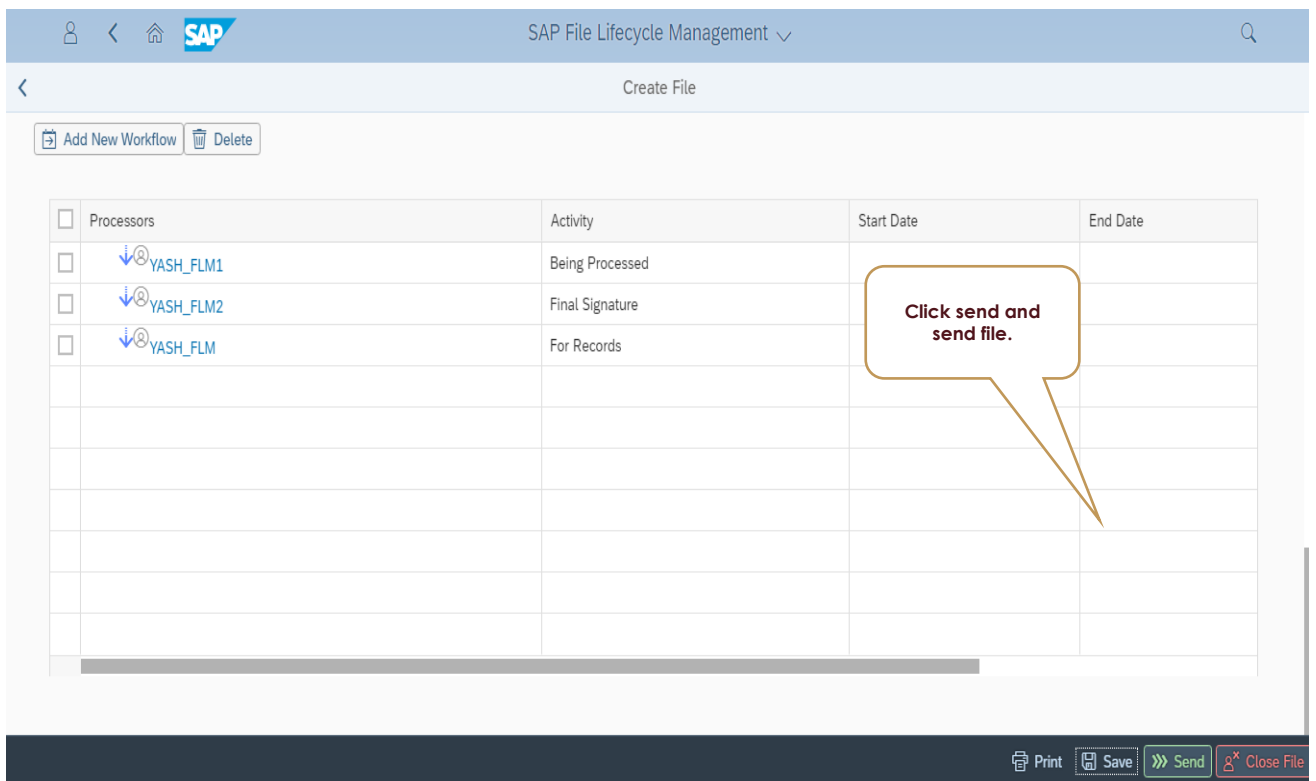 SAP SAP File Lifecycle Management
Create File
Add New Workflow Delete
Processors Activity Start Date End Date
YASH_FLM1 Being Processed
YASH_FLM2 Final Signature
YASH_FLM For Records
Click send and
send file.
Print Save Send Close File